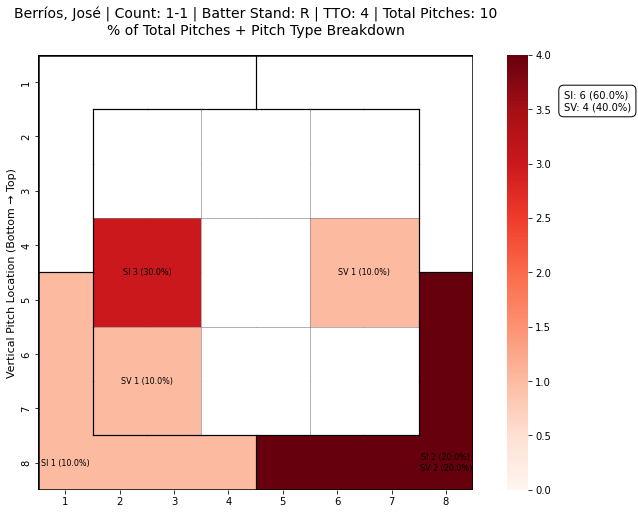 Berríos, José | Count: 1-1 | Batter Stand: R | TTO: 4 | Total Pitches: 10
% of Total Pitches + Pitch Type Breakdown
SI: 6 (60.0%)
SV: 4 (40.0%)
Vertical Pitch Location (Bottom → Top)
1
2
3
4
5
6
7
8
SI 3 (30.0%)
SV 1 (10.0%)
SV 1 (10.0%)
SI 1 (10.0%)
SI 2 (20.0%)
SV 2 (20.0%)
1
2
3
4
5
6
7
8
4.0
3.5
3.0
2.5
2.0
1.5
1.0
0.5
0.0